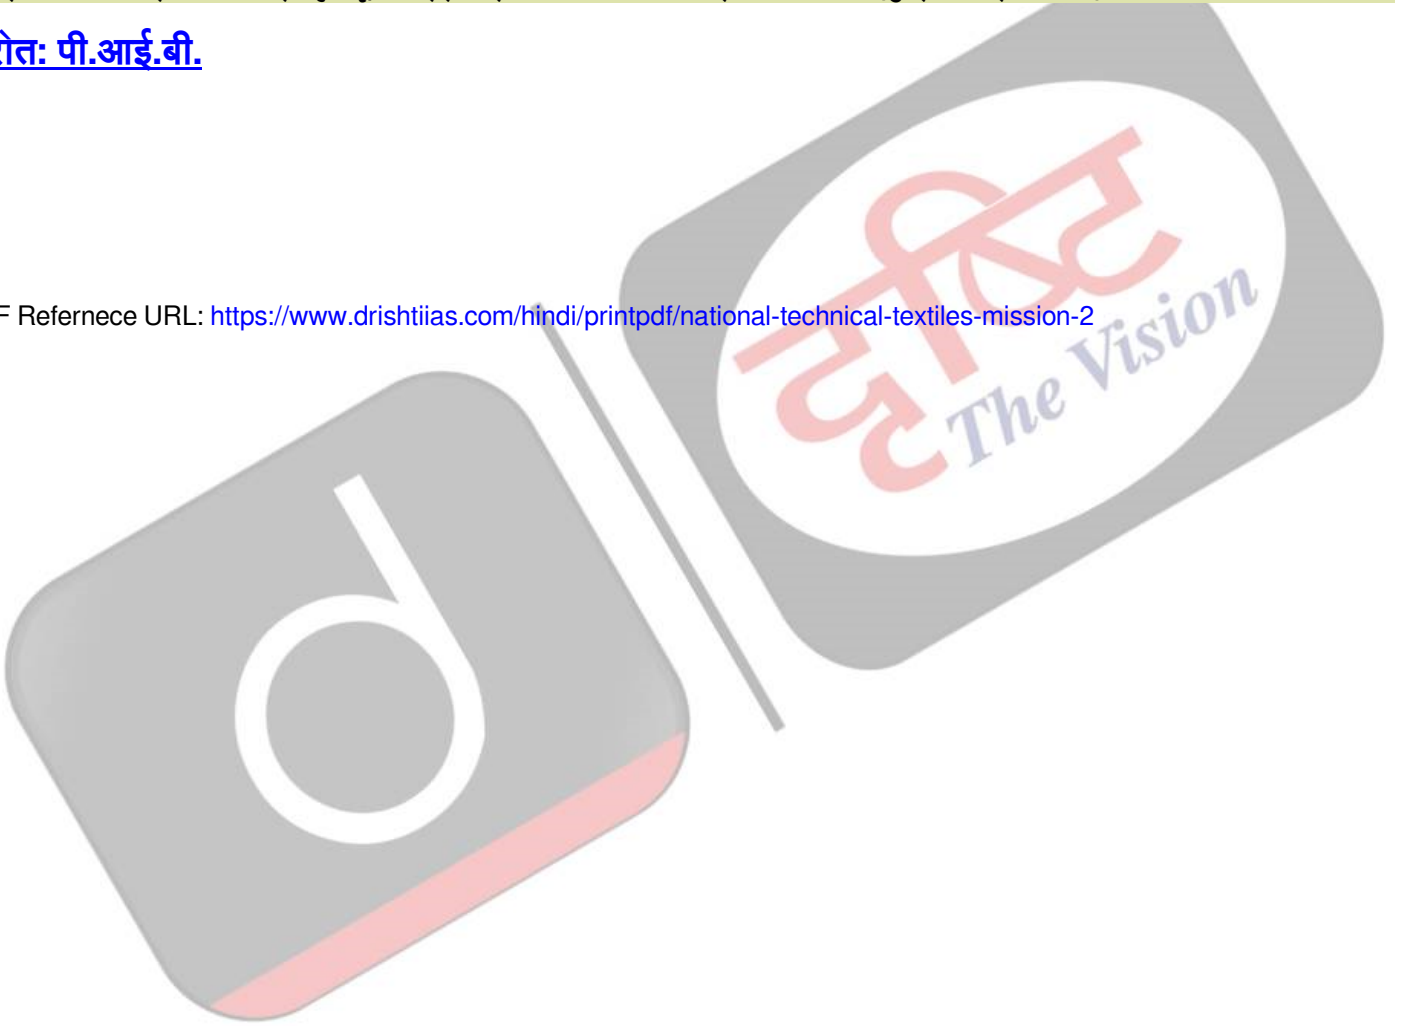 पी.आई.बी.
Refernece URL: https://www.drishtiias.com/hindi/printpdf/national-technical-textiles-mission-2
दृष्टि
The Vision
d